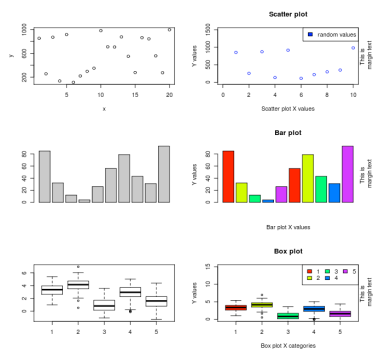 Scatter plot
1000
600
200
y
5
10
15
20
x
1500
1000
500
0
Y values
random values
This is
margin text
0
2
4
6
8
10
Scatter plot X values
Bar plot
80
60
40
20
0
80
60
40
20
0
Y values
This is
margin text
Bar plot X values
Box plot
6
4
2
0
1
2
3
4
5
15
10
5
0
Y values
1 3 5
2 4
This is
margin text
1
2
3
4
5
Box plot X categories